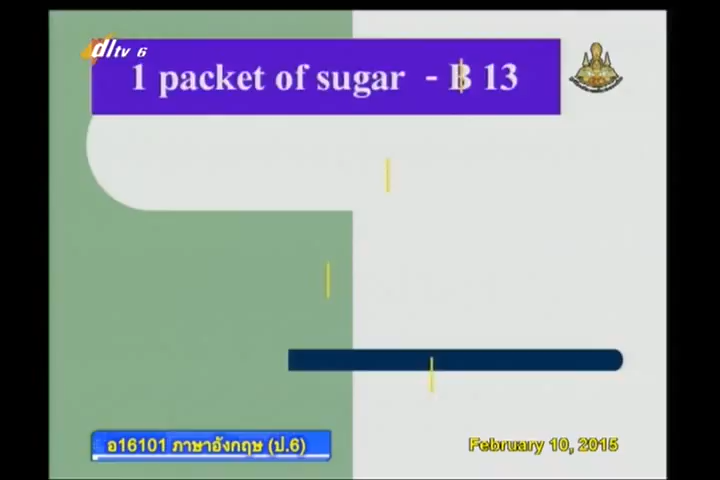 dltv 6
1 packet of sugar - ฿ 13
อ16101 ภาษาอังกฤษ (ป.6)
February 10, 2015